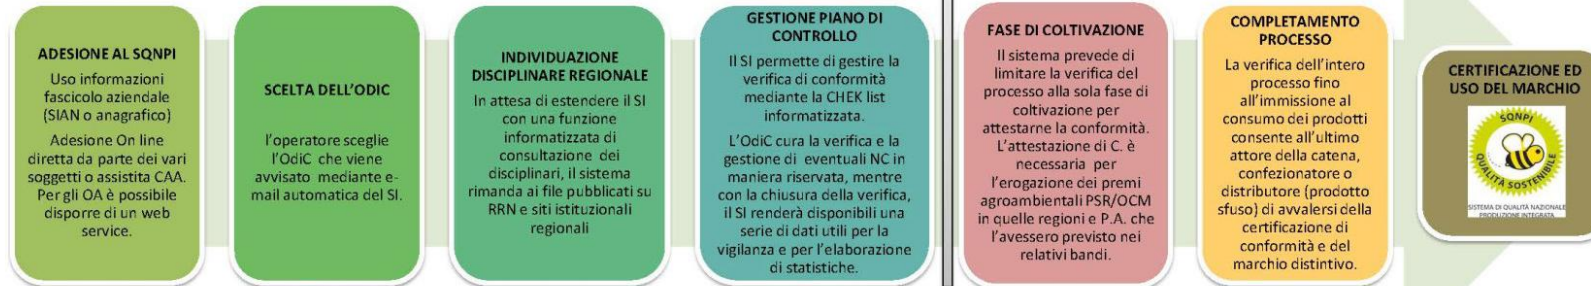 ADESIONE AL SQNPI
Uso informazioni
fascicolo aziendale
(SIAN o anagrafico)
Adesione On line
diretta da parte dei vari
soggetti o assistita CAA.
Per gli OA è possibile
disporre di un web
service.
SCELTA DELL'ODIC
l'operatore sceglie
l'OdiC che viene
avvisato mediante e-
mail automatica del SI.
INDIVIDUAZIONE
DISCIPLINARE REGIONALE
In attesa di estendere il SI
con una funzione
informatizzata di
consultazione dei
disciplinari, il sistema
rimanda ai file pubblicati su
RRN e siti istituzionali
regionali
GESTIONE PIANO DI
CONTROLLO
Il SI permette di gestire la
verifica di conformità
mediante la CHEK list
informatizzata.
L'OdiC cura la verifica e la
gestione di eventuali NC in
maniera riservata, mentre
con la chiusura della verifica,
il SI renderà disponibili una
serie di dati utili per la
vigilanza e per l'elaborazione
di statistiche.
FASE DI COLTIVAZIONE
Il sistema prevede di
limitare la verifica del
processo alla sola fase di
coltivazione per
attestarne la conformità.
L'attestazione di C. è
necessaria per
l'erogazione dei premi
agroambientali PSR/OCM
in quelle regioni e P.A. che
l'avessero previsto nei
relativi bandi.
COMPLETAMENTO
PROCESSO
La verifica dell'intero
processo fino
all'immissione al
consumo dei prodotti
consente all'ultimo
attore della catena,
confezionatore o
distributore (prodotto
sfuso) di avvalersi della
certificazione di
conformità e del
marchio distintivo.
CERTIFICAZIONE ED
USO DEL MARCHIO
SQNPI
QUALITÀ SOSTENIBILE
SISTEMA DI QUALITÀ NAZIONALE
PRODUZIONE INTEGRATA